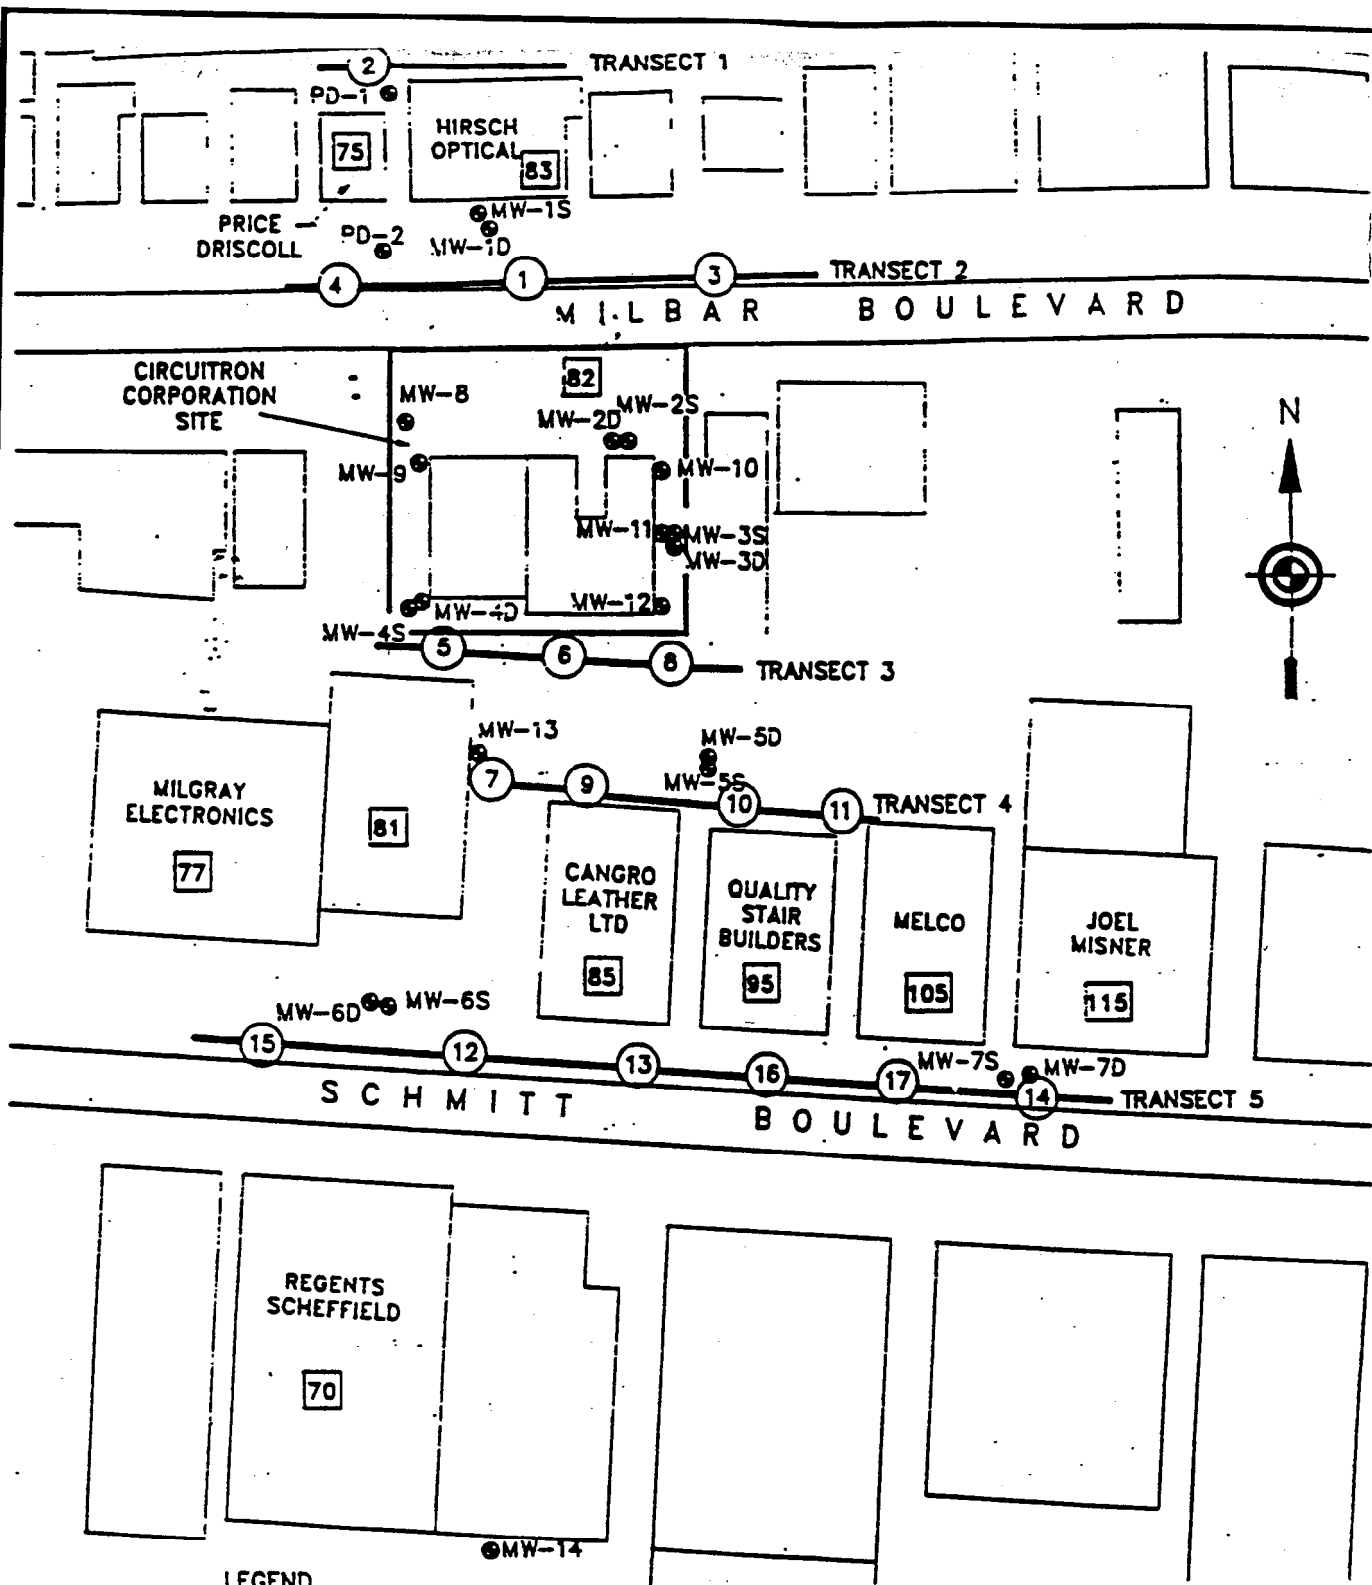 2
TRANSECT 1
PD-1
HIRSCH
OPTICAL
75
83
MW-1S
PRICE
DRISCOLL
PD-2
MW-1D
4
1
3
TRANSECT 2
MILBAR BOULEVARD
CIRCUITRON
CORPORATION
SITE
82
MW-8
MW-2S
MW-2D
MW-9
MW-10
N
MW-11
MW-3S
MW-3D
MW-4D
MW-12
MW-4S
5
6
8
TRANSECT 3
MW-13
MW-5D
MW-5S
7
9
10
11
TRANSECT 4
MILGRAY
ELECTRONICS
81
77
CANGRO
LEATHER
LTD
85
QUALITY
STAIR
BUILDERS
95
MELCO
105
JOEL
MISNER
115
MW-6D
MW-6S
15
12
13
16
17
MW-7S
MW-7D
14
TRANSECT 5
SCHMITT BOULEVARD
REGENTS
SCHEFFIELD
70
MW-14
LEGEND